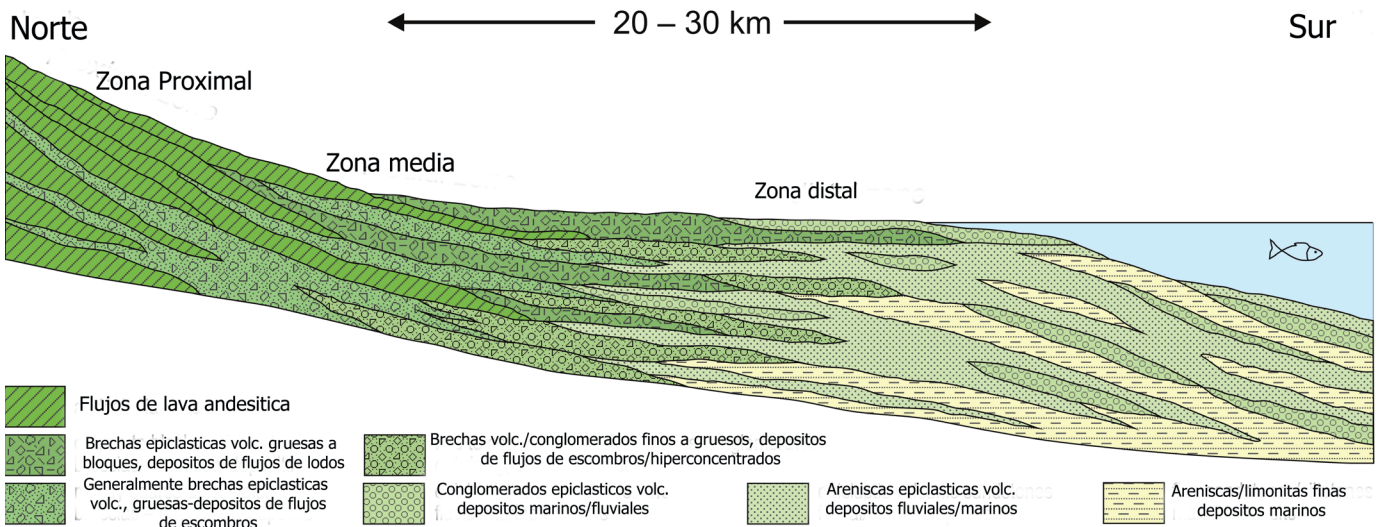 Norte
20 – 30 km
Sur
Zona Proximal
Zona media
Zona distal
Flujos de lava andesitica
Brechas epiclasticas volc. gruesas a
bloques, depositos de flujos de lodos
Generalmente brechas epiclasticas
volc., gruesas-depositos de flujos
de escombros
Brechas volc./conglomerados finos a gruesos, depositos
de flujos de escombros/hiperconcentrados
Conglomerados epiclasticos volc.
depositos marinos/fluviales
Areniscas epiclasticas volc.
depositos fluviales/marinos
Areniscas/limonitas finas
depositos marinos